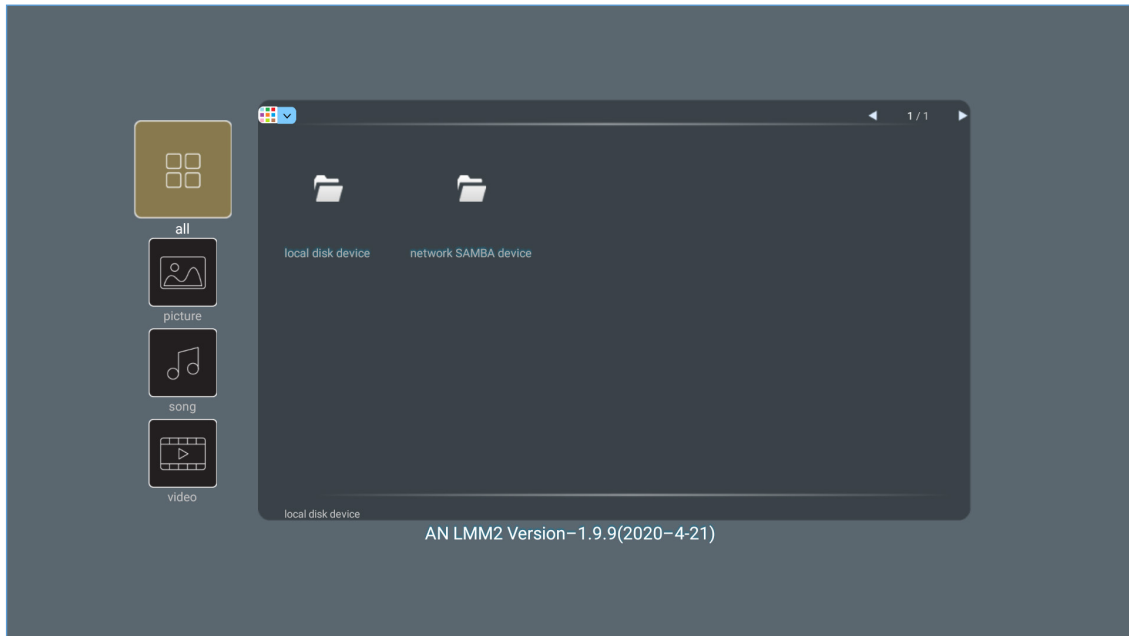 1 / 1
all
local disk device
network SAMBA device
picture
song
video
local disk device
AN LMM2 Version–1.9.9(2020–4-21)